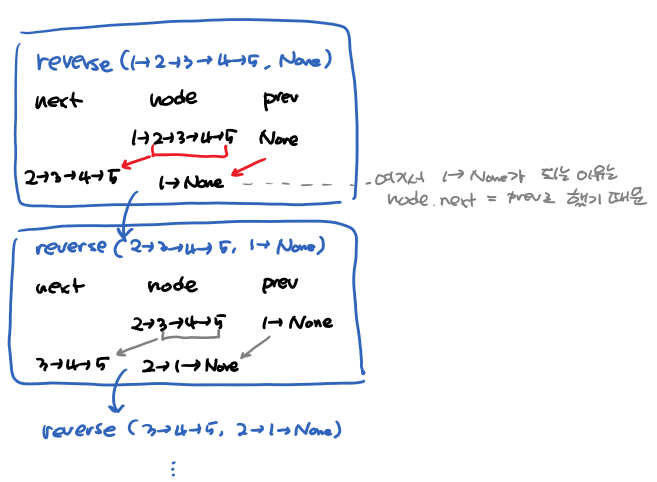 reverse (1→2→3→4→5, None)
next node prev
1→2→3→4→5 None
2→3→4→5 1→None
여기서 1→None가 되는 이유는
node.next = prev로 했기 때문
reverse ( 2→3→4→5, 1→None)
next node prev
2→3→4→5 1→None
3→4→5 2→1→None
reverse (3→4→5, 2→1→None)
⋮